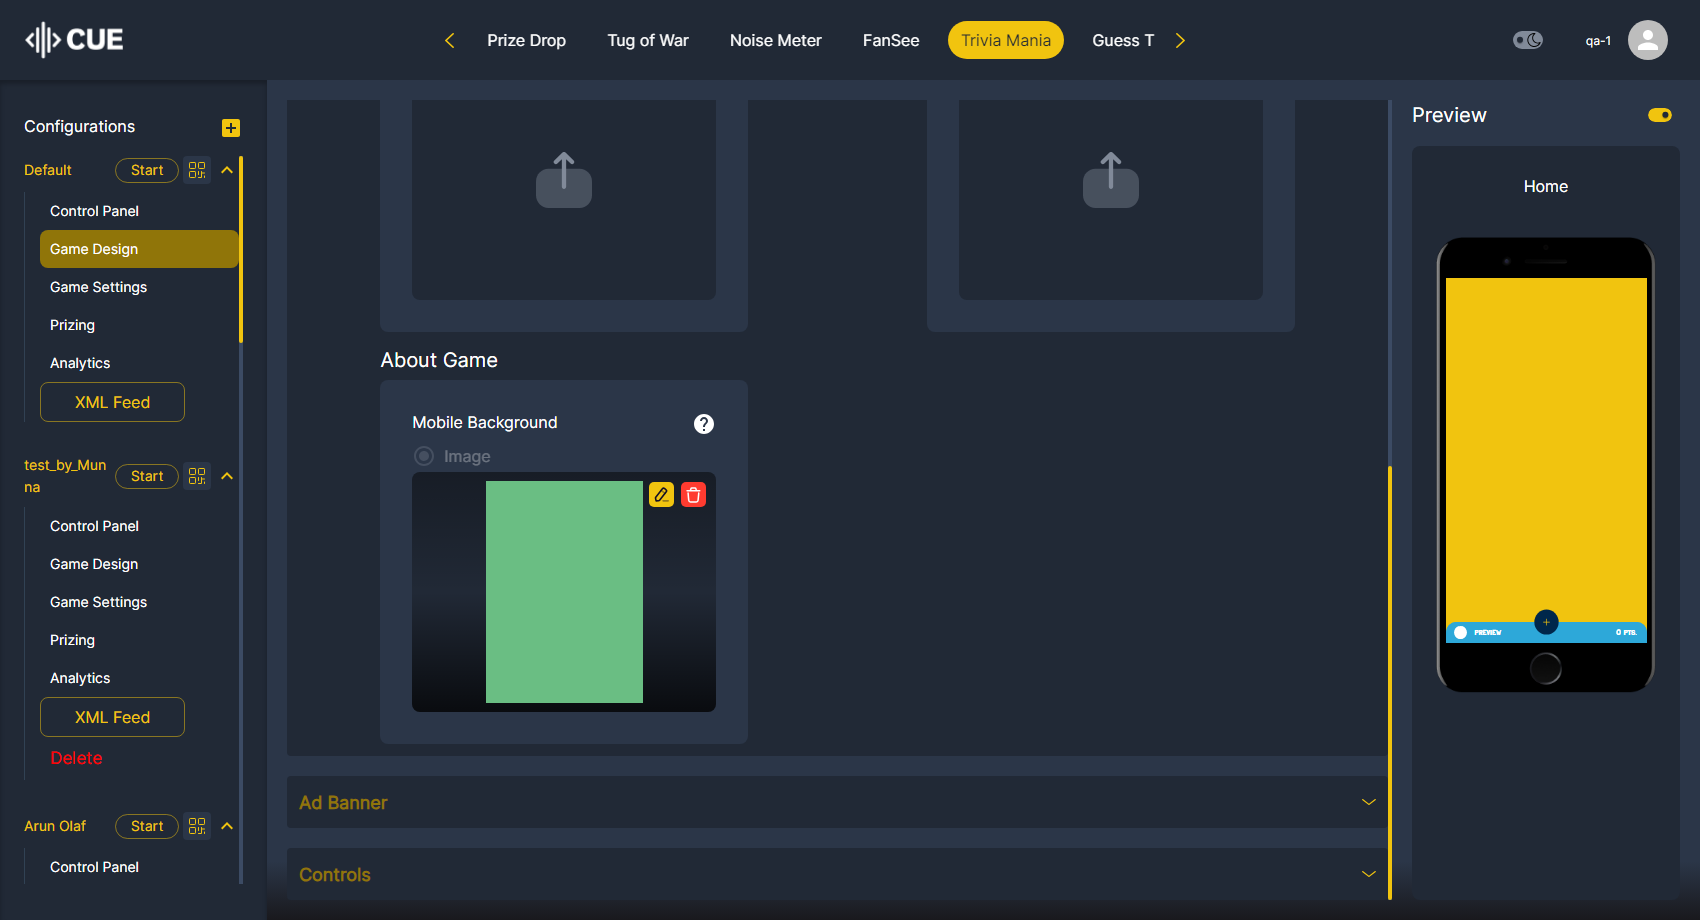 CUE
Prize Drop
Tug of War
Noise Meter
FanSee
Trivia Mania
Guess T
qa-1
Configurations
Default
Start
Control Panel
Game Design
Game Settings
Prizing
Analytics
XML Feed
test_by_Mun
na
Start
Control Panel
Game Design
Game Settings
Prizing
Analytics
XML Feed
Delete
Arun Olaf
Start
Control Panel
About Game
Mobile Background
?
Image
Ad Banner
Controls
Preview
Home
+
PREVIEW
0 PTS.